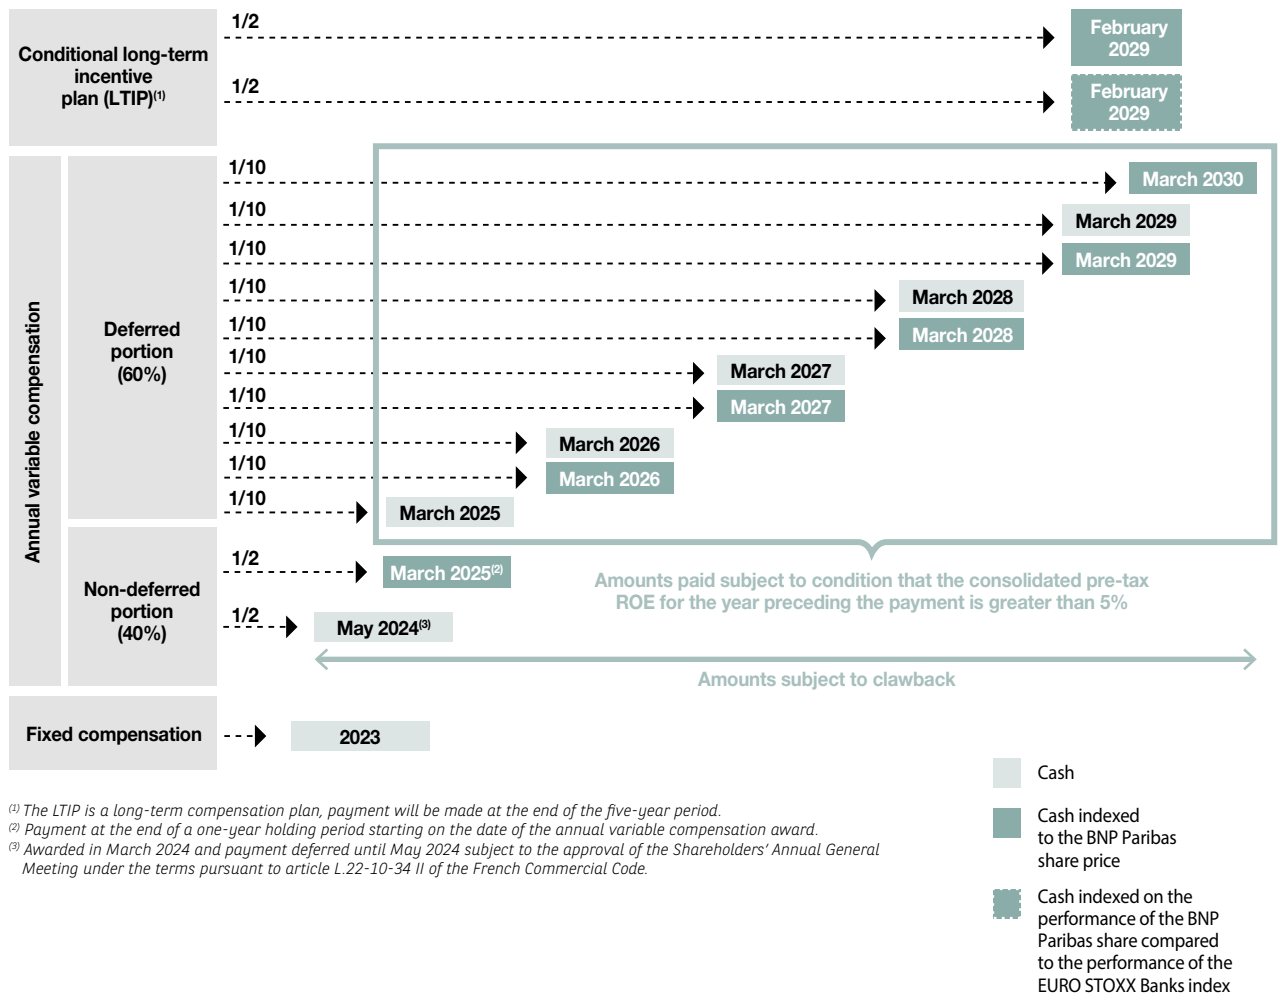 Conditional long-term
incentive
plan (LTIP)(1)
1/2
February
2029
1/2
February
2029
Annual variable compensation
Deferred
portion
(60%)
1/10
March 2030
1/10
March 2029
1/10
March 2029
1/10
March 2028
1/10
March 2028
1/10
March 2027
1/10
March 2027
1/10
March 2026
1/10
March 2026
1/10
March 2025
Non-deferred
portion
(40%)
1/2
March 2025(2)
1/2
May 2024(3)
Amounts paid subject to condition that the consolidated pre-tax
ROE for the year preceding the payment is greater than 5%
Amounts subject to clawback
Fixed compensation
2023
(1) The LTIP is a long-term compensation plan, payment will be made at the end of the five-year period.
(2) Payment at the end of a one-year holding period starting on the date of the annual variable compensation award.
(3) Awarded in March 2024 and payment deferred until May 2024 subject to the approval of the Shareholders' Annual General
Meeting under the terms pursuant to article L.22-10-34 II of the French Commercial Code.
Cash
Cash indexed
to the BNP Paribas
share price
Cash indexed on the
performance of the BNP
Paribas share compared
to the performance of the
EURO STOXX Banks index